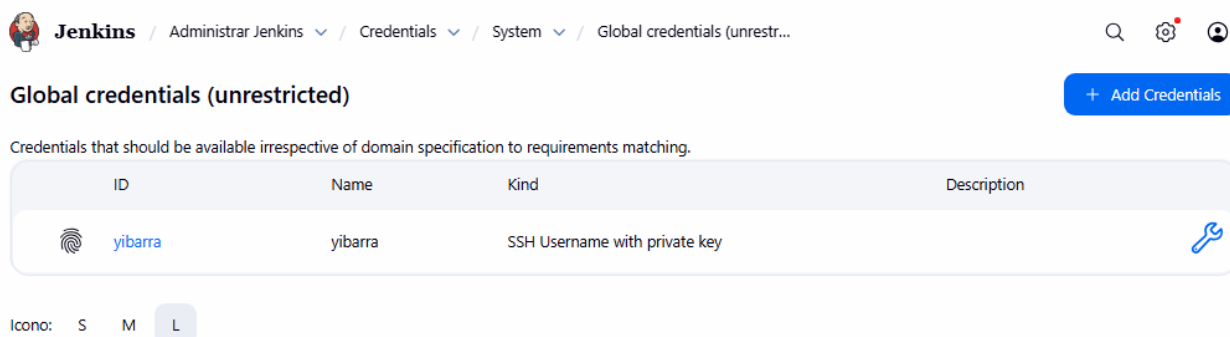 Jenkins / Administrar Jenkins / Credentials / System / Global credentials (unrestr...
Global credentials (unrestricted)
+ Add Credentials
Credentials that should be available irrespective of domain specification to requirements matching.
ID Name Kind Description
yibarra yibarra SSH Username with private key
Icono: S M L